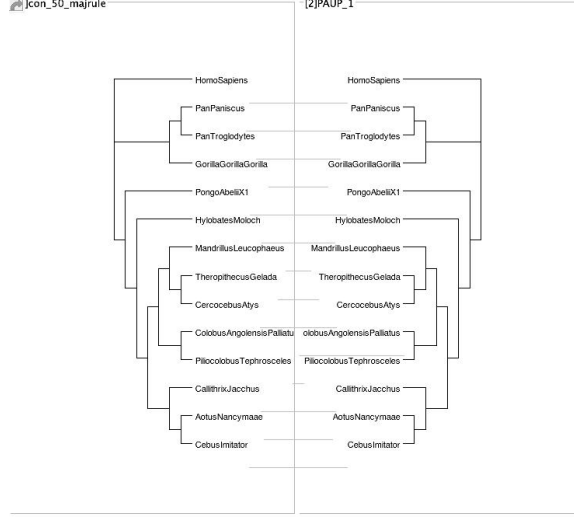 ]con_50_majrule [2]PAUP_1
HomoSapiens HomoSapiens
PanPaniscus PanPaniscus
PanTroglodytes PanTroglodytes
GorillaGorillaGorilla GorillaGorillaGorilla
PongoAbeliiX1 PongoAbeliiX1
HylobatesMoloch HylobatesMoloch
MandrillusLeucophaeus MandrillusLeucophaeus
TheropithecusGelada TheropithecusGelada
CercocebusAtys CercocebusAtys
ColobusAngolensisPalliatu olobusAngolensisPalliatus
PiliocolobusTephrosceles PiliocolobusTephrosceles
CallithrixJacchus CallithrixJacchus
AotusNancymaae AotusNancymaae
CebusImitator CebusImitator